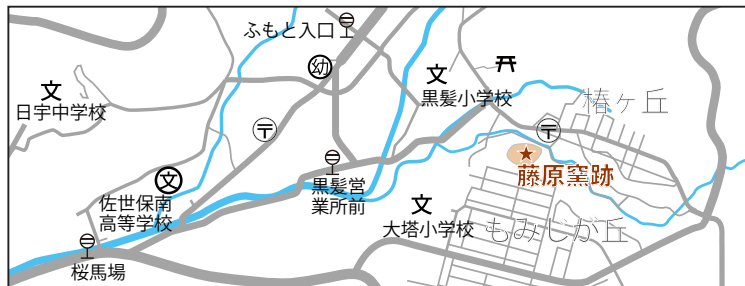 ふもと入口
幼
文
日宇中学校
文
黒髪小学校
椿ヶ丘
〒
〒
藤原窯跡
文
佐世保南
高等学校
黒髪営
業所前
文
大塔小学校
もみじが丘
桜馬場